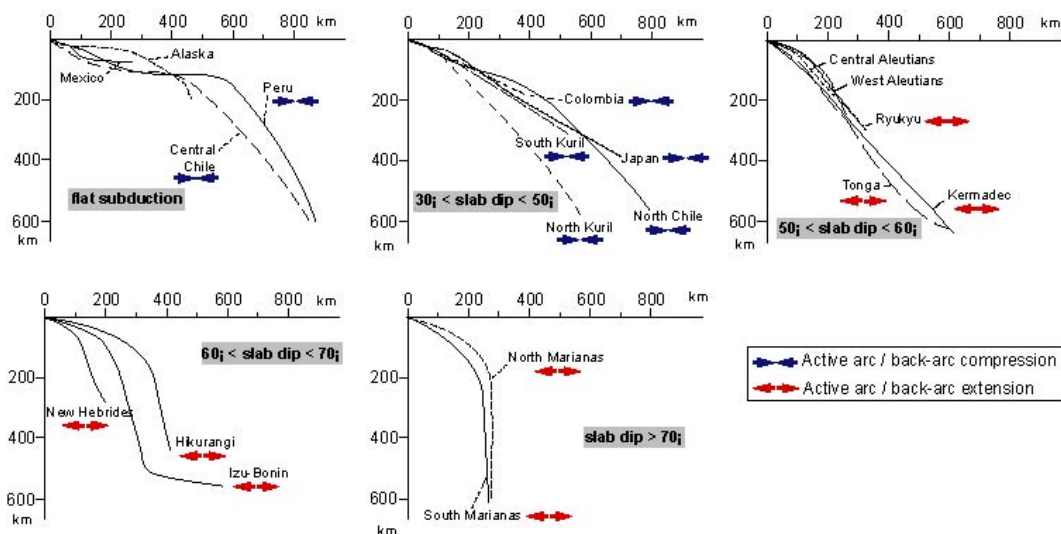 0 200 400 600 800 km
Alaska
Mexico
Peru
200
Central
Chile
400
flat subduction
600
km
0 200 400 600 800 km
Colombia
200
South Kuril
Japan
400
30¡ < slab dip < 50¡
600
North Chile
km
North Kuril
0 200 400 600 800 km
Central Aleutians
West Aleutians
200
Ryukyu
400
Tonga
Kermadec
600
50¡ < slab dip < 60¡
km
0 200 400 600 800 km
60¡ < slab dip < 70¡
200
New Hebrides
400
Hikurangi
Izu-Bonin
600
km
0 200 400 600 800 km
North Marianas
200
400
slab dip > 70¡
600
South Marianas
km
Active arc / back-arc compression
Active arc / back-arc extension